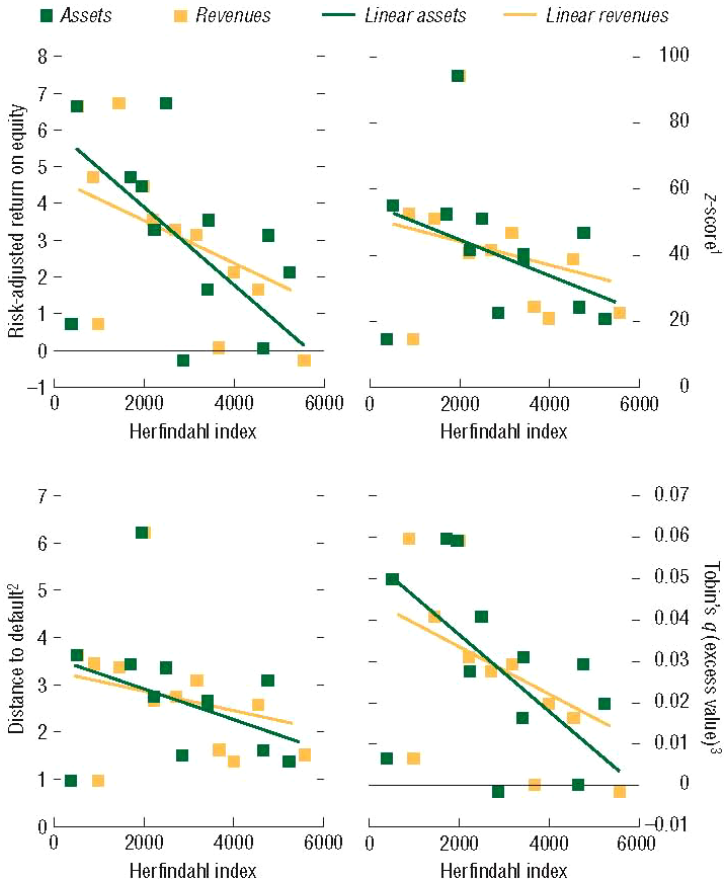 Assets Revenues Linear assets Linear revenues
8
7
6
5
4
3
2
1
0
−1
Risk-adjusted return on equity
0 2000 4000 6000
Herfindahl index
100
80
60
40
20
0
z-score¹
0 2000 4000 6000
Herfindahl index
7
6
5
4
3
2
1
0
Distance to default²
0 2000 4000 6000
Herfindahl index
0.07
0.06
0.05
0.04
0.03
0.02
0.01
0
−0.01
Tobin's q (excess value)³
0 2000 4000 6000
Herfindahl index